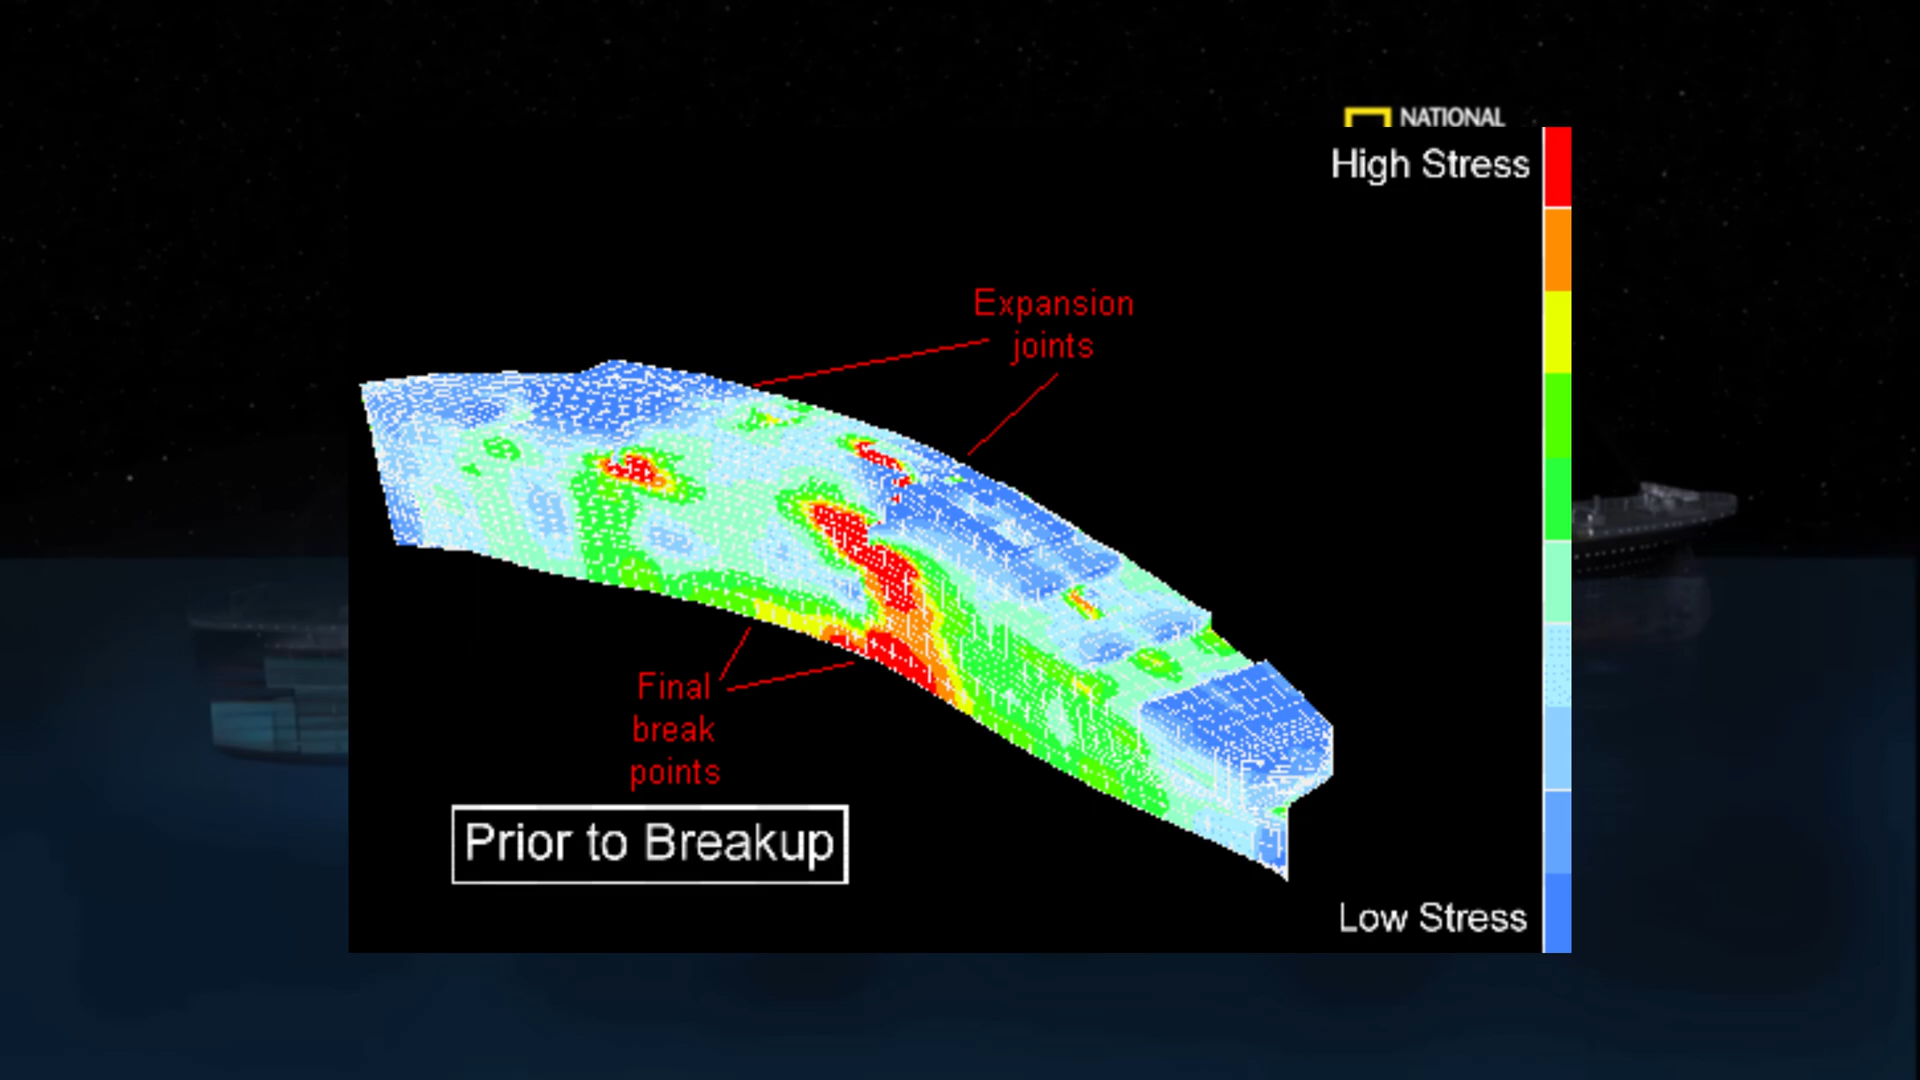 NATIONAL
High Stress
Expansion
joints
Final
break
points
Prior to Breakup
Low Stress